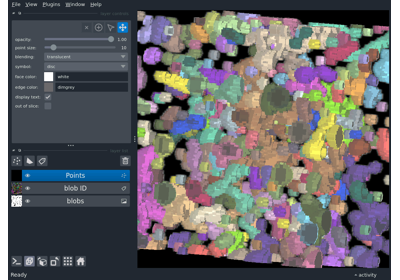 File View Plugins Window Help
opacity: 1.00
point size: 10
blending: translucent
symbol: disc
face color: white
edge color: dimgrey
display text:
out of slice:
Points
blob ID
blobs
Ready
activity